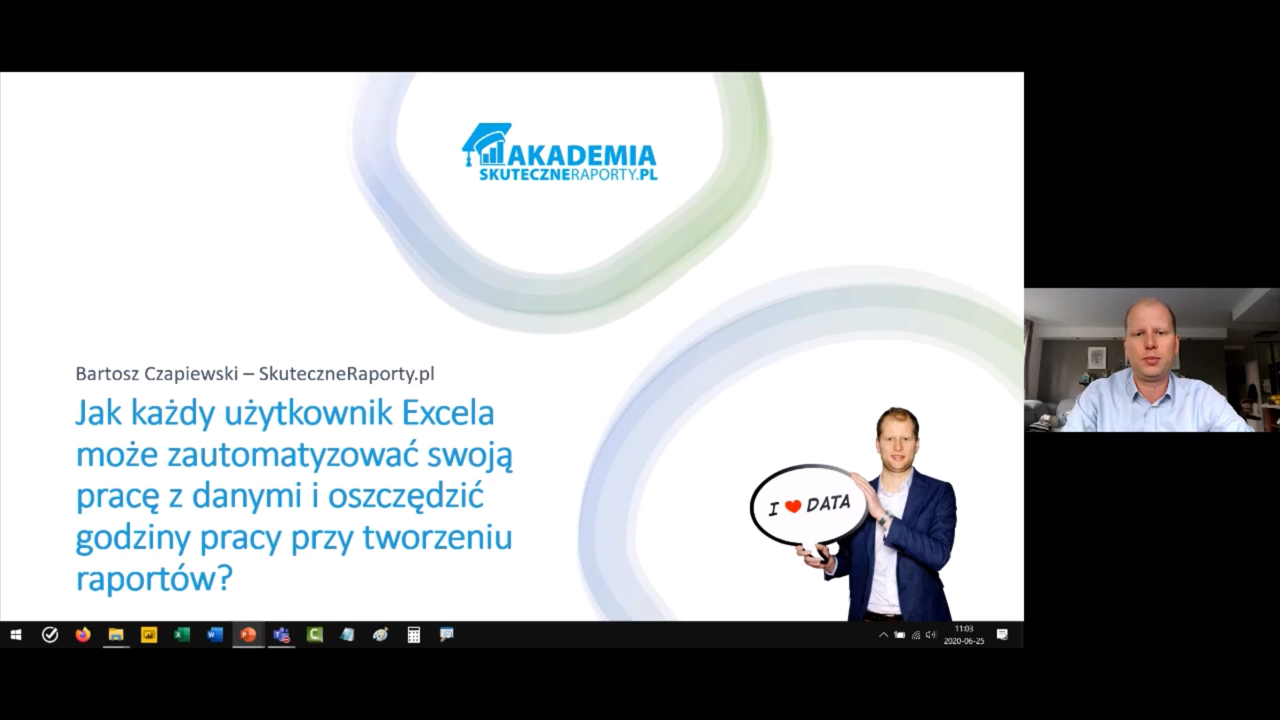 AKADEMIA
SKUTECZNERAPORTY.PL
Bartosz Czapiewski – SkuteczneRaporty.pl
Jak każdy użytkownik Excela
może zautomatyzować swoją
pracę z danymi i oszczędzić
godziny pracy przy tworzeniu
raportów?
I ❤ DATA
11:03
2020-06-25